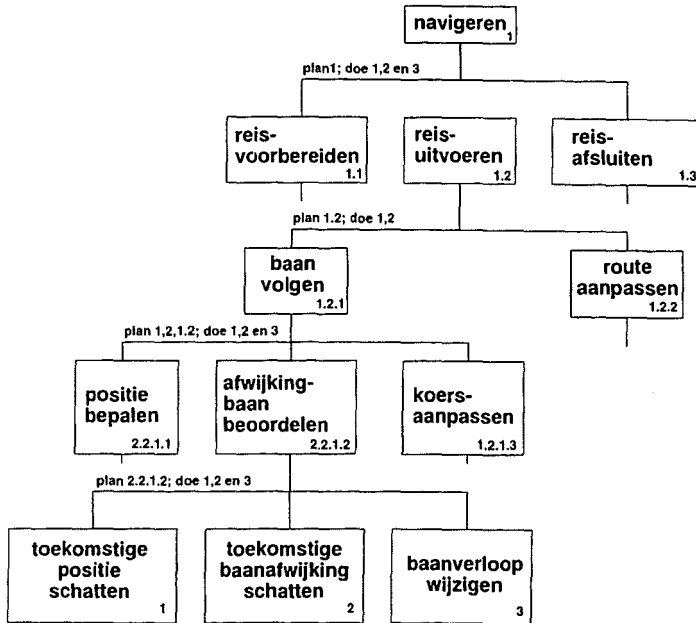 navigeren
1
plan1; doe 1,2 en 3
reis-
voorbereiden
1.1
reis-
uitvoeren
1.2
reis-
afsluiten
1.3
plan 1.2; doe 1,2
baan
volgen
1.2.1
route
aanpassen
1.2.2
plan 1,2,1.2; doe 1,2 en 3
positie
bepalen
2.2.1.1
afwijking-
baan
beoordelen
2.2.1.2
koers-
aanpassen
1.2.1.3
plan 2.2.1.2; doe 1,2 en 3
toekomstige
positie
schatten
1
toekomstige
baanafwijking
schatten
2
baanverloop
wijzigen
3